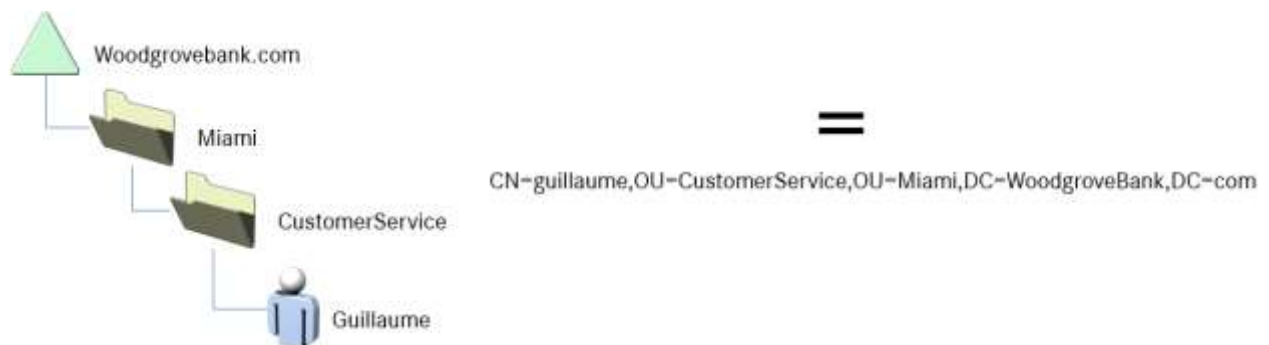 Woodgrovebank.com
Miami
=
CN=guillaume,OU=CustomerService,OU=Miami,DC=WoodgroveBank,DC=com
CustomerService
Guillaume